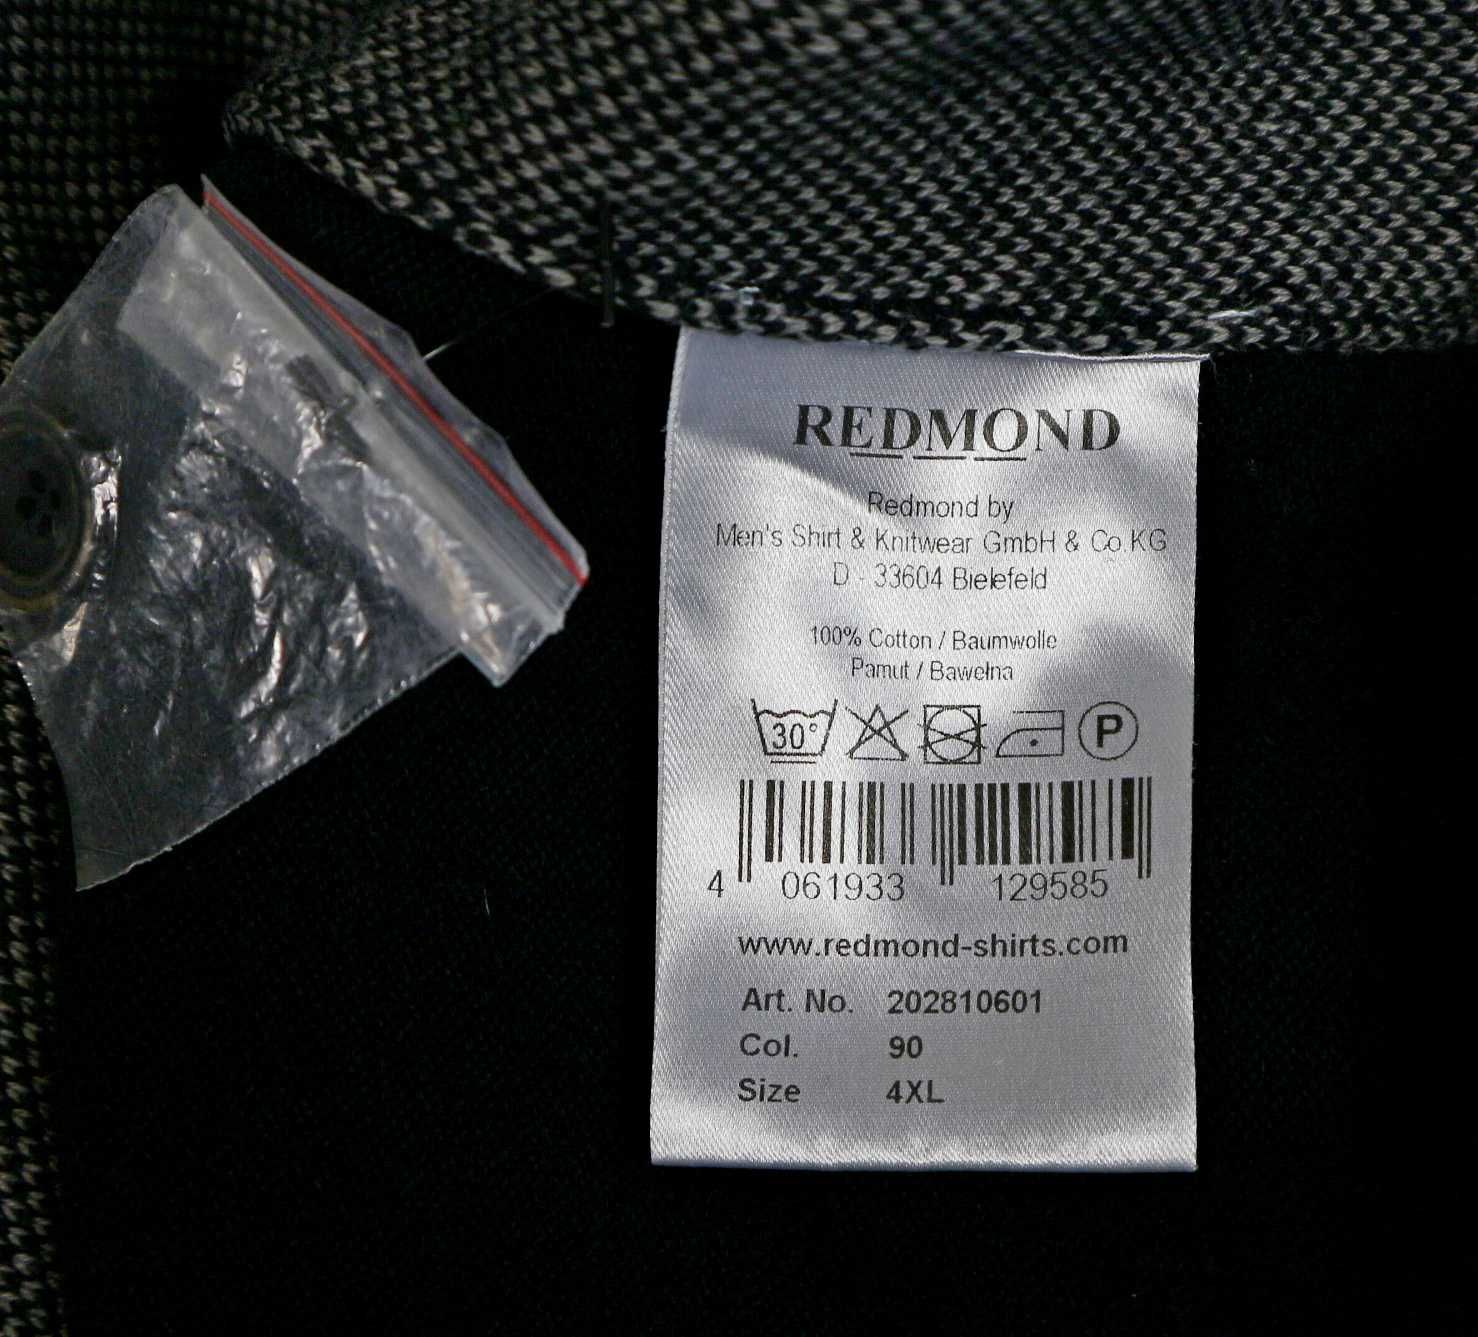 REDMOND
Redmond by
Men's Shirt & Knitwear GmbH & Co.KG
D - 33604 Bielefeld
100% Cotton / Baumwolle
Pamut / Bawełna
30° P
4 061933 129585
www.redmond-shirts.com
Art. No. 202810601
Col. 90
Size 4XL